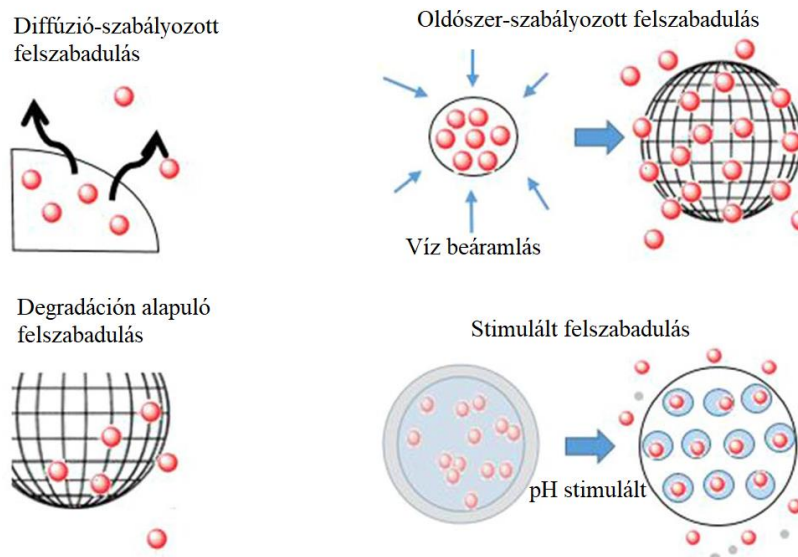 Diffúzió-szabályozott
felszabadulás
Oldószer-szabályozott felszabadulás
Víz beáramlás
Degradáción alapuló
felszabadulás
Stimulált felszabadulás
pH stimulált